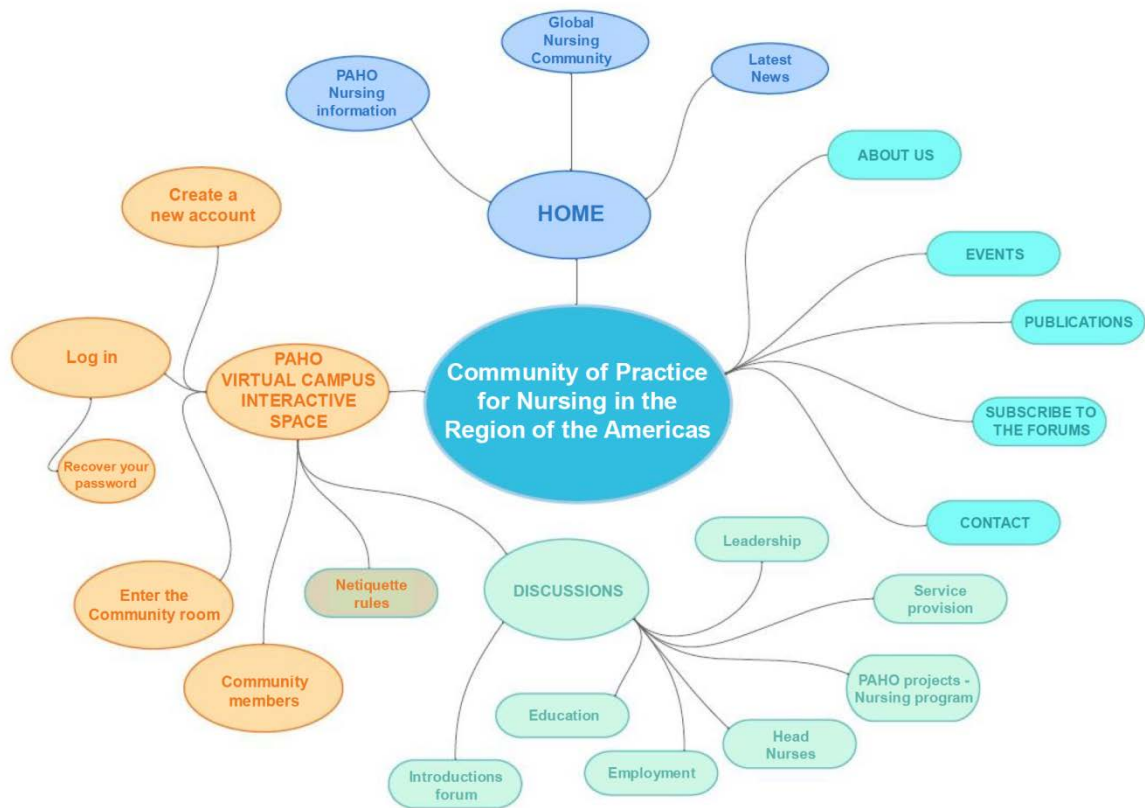 Global
Nursing
Community
PAHO
Nursing
information
Latest
News
HOME
ABOUT US
EVENTS
PUBLICATIONS
SUBSCRIBE TO
THE FORUMS
CONTACT
Community of Practice
for Nursing in the
Region of the Americas
Create a
new account
Log in
Recover your
password
PAHO
VIRTUAL CAMPUS
INTERACTIVE
SPACE
Enter the
Community room
Community
members
Netiquette
rules
DISCUSSIONS
Leadership
Service
provision
PAHO projects -
Nursing program
Head
Nurses
Employment
Education
Introductions
forum